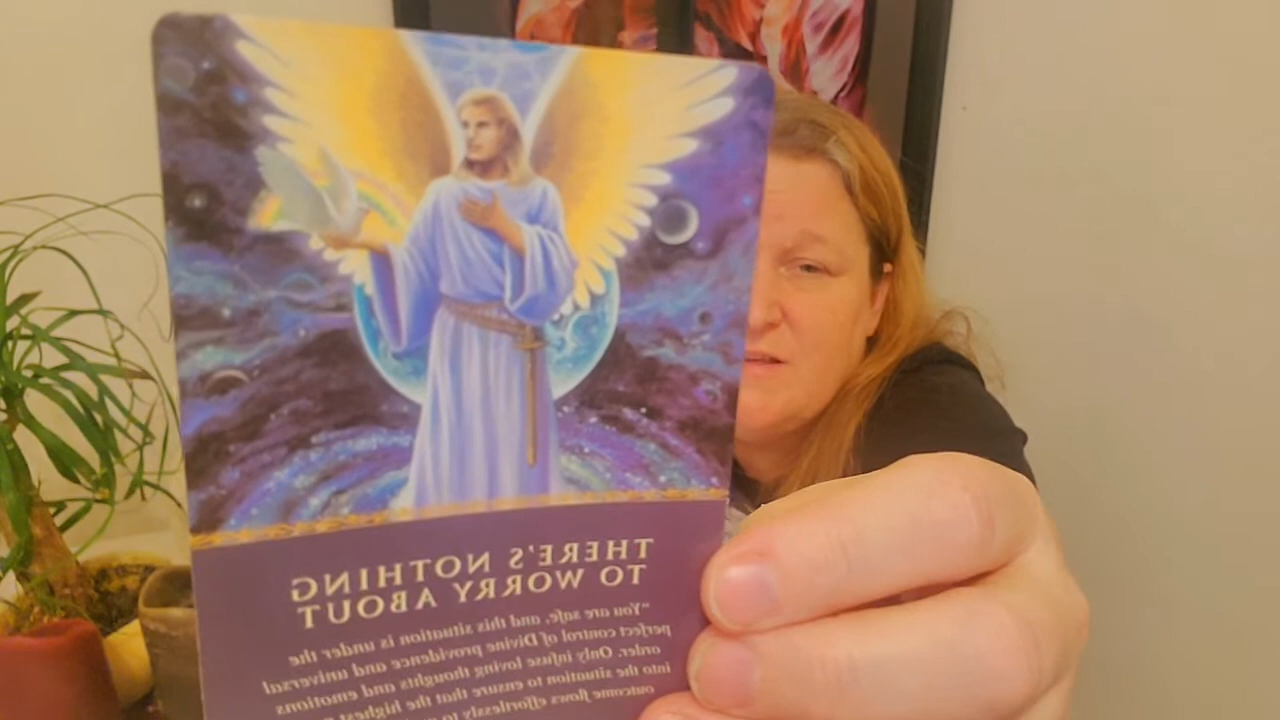 THERE'S NOTHING
TO WORRY ABOUT
"You are safe, and this situation is under the
perfect control of Divine providence and universal
order. Only infuse loving thoughts and emotions
into the situation to ensure that the highest
outcome flows effortlessly to